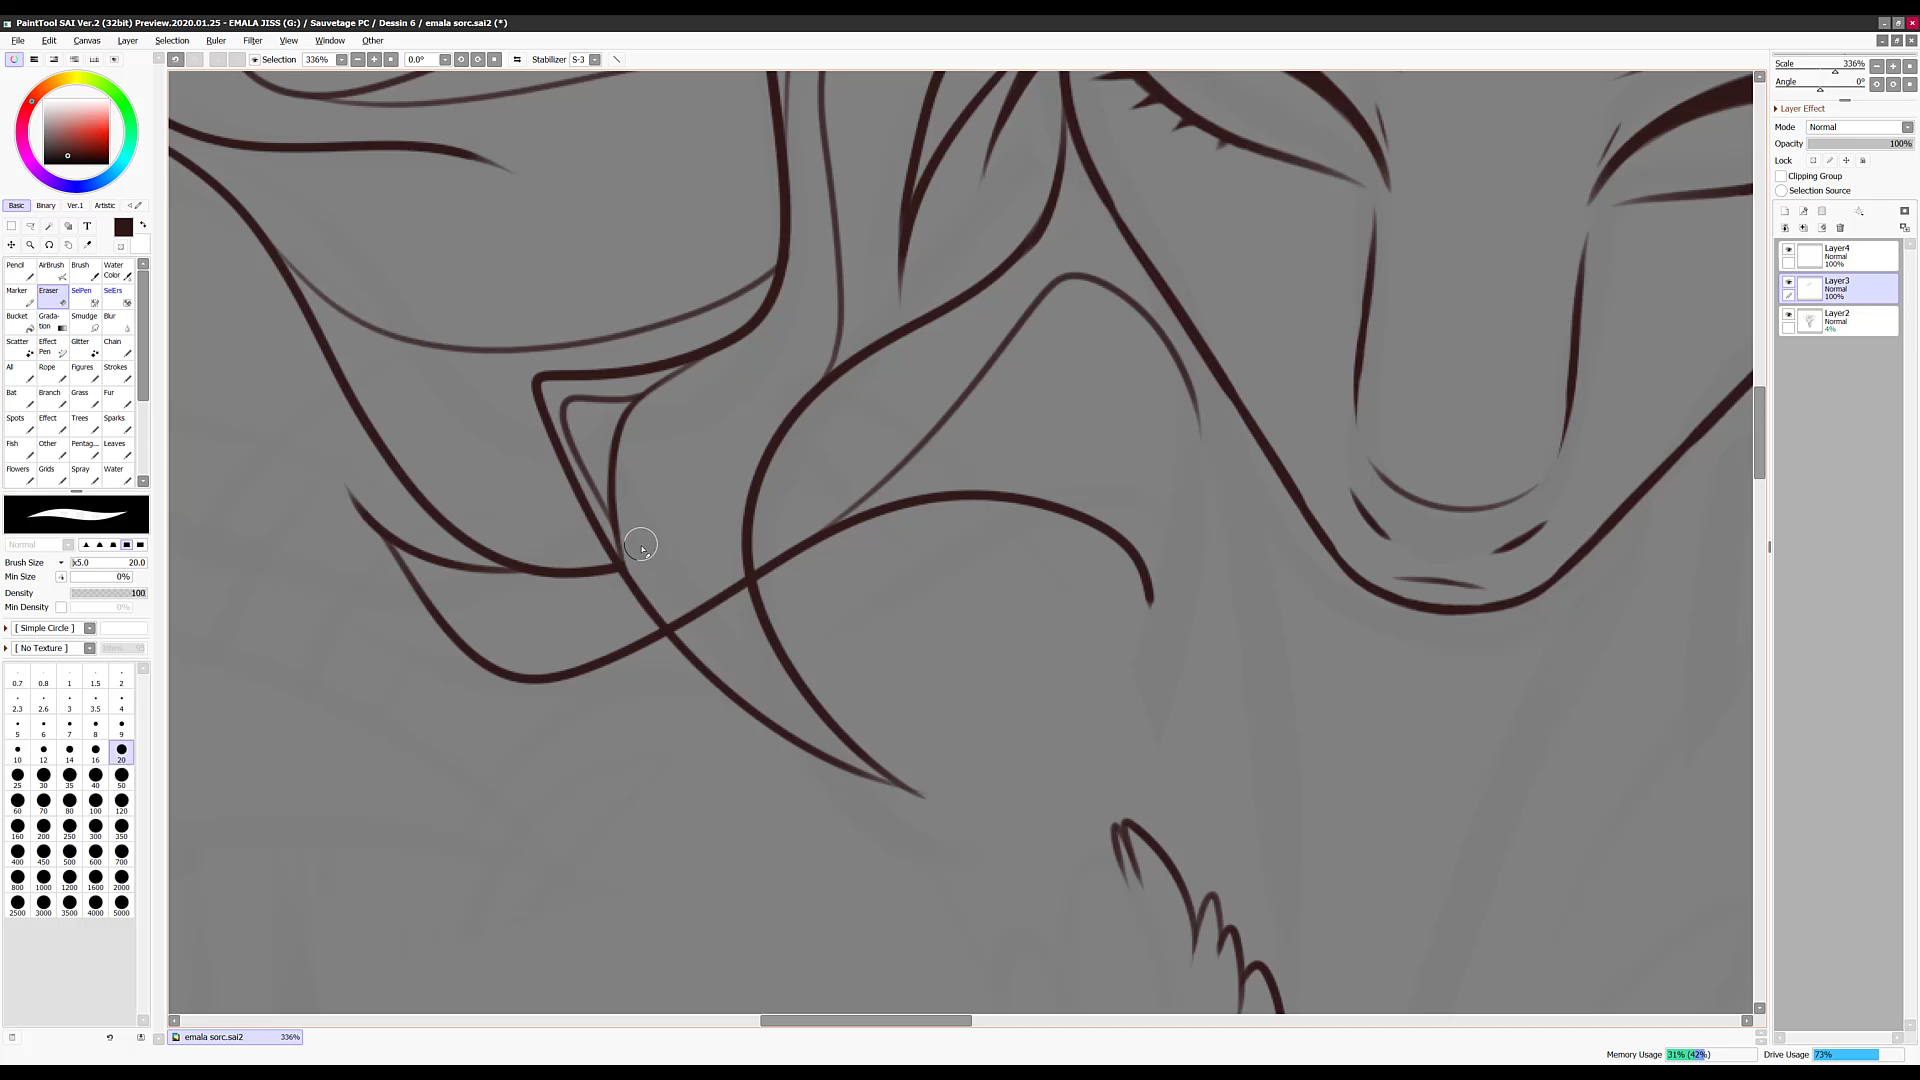 PaintTool SAI Ver.2 (32bit) Preview.2020.01.25 - EMALA JISS (G:) / Sauvetage PC / Dessin 6 / emala sorc.sai2 (*)
File Edit Canvas Layer Selection Ruler Filter View Window Other
Selection 336% 0.0° Stabilizer S-3
Basic Binary Ver.1 Artistic
T
Pencil AirBrush Brush Water Color
Marker Eraser SelPen SelErs
Bucket Grada-tion Smudge Blur
Scatter Effect Pen Glitter Chain
All Rope Figures Strokes
Bat Branch Grass Fur
Spots Effect Trees Sparks
Fish Other Pentag... Leaves
Flowers Grids Spray Water
Normal
Brush Size x5.0 20.0
Min Size 0%
Density 100
Min Density 0%
[ Simple Circle ]
[ No Texture ]
0.7 0.8 1 1.5 2
2.3 2.6 3 3.5 4
5 6 7 8 9
10 12 14 16 20
25 30 35 40 50
60 70 80 100 120
160 200 250 300 350
400 450 500 600 700
800 1000 1200 1600 2000
2500 3000 3500 4000 5000
emala sorc.sai2 336%
Scale 336%
Angle 0°
Layer Effect
Mode Normal
Opacity 100%
Lock
Clipping Group
Selection Source
Layer4
Normal
100%
Layer3
Normal
100%
Layer2
Normal
4%
Memory Usage 31% (42%) Drive Usage 73%